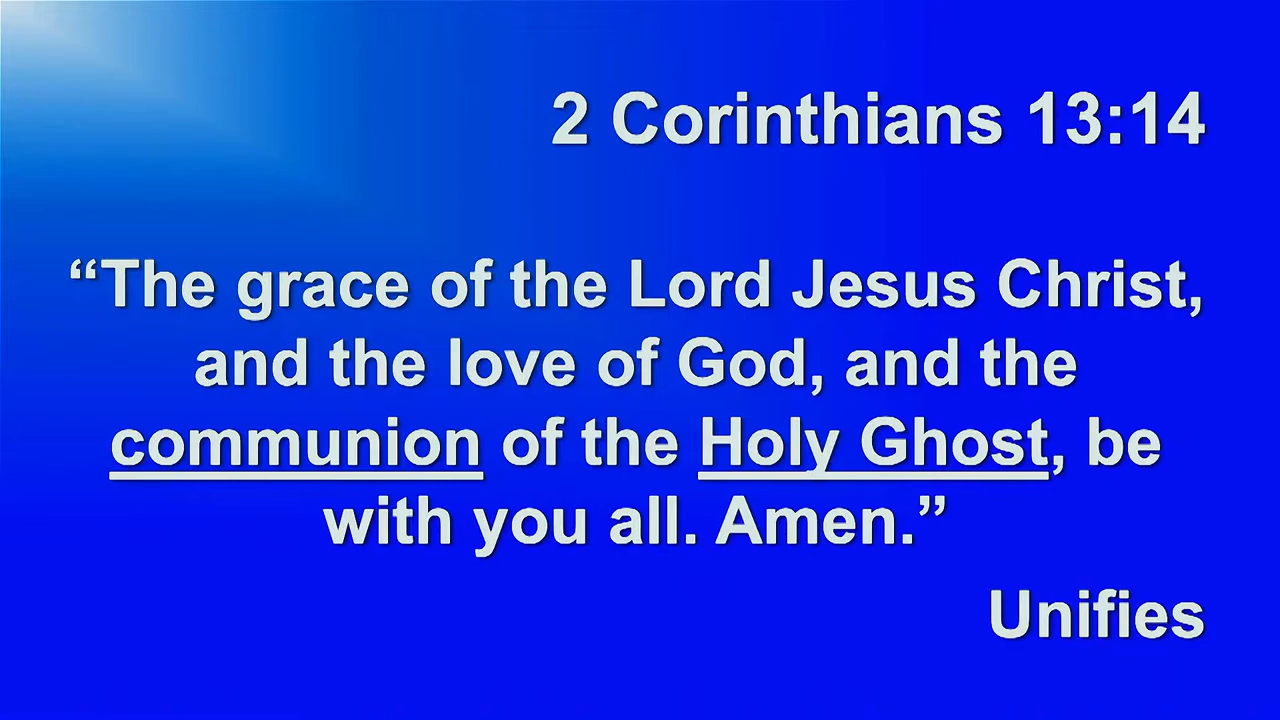 2 Corinthians 13:14
“The grace of the Lord Jesus Christ,
and the love of God, and the
communion of the Holy Ghost, be
with you all. Amen.”
Unifies